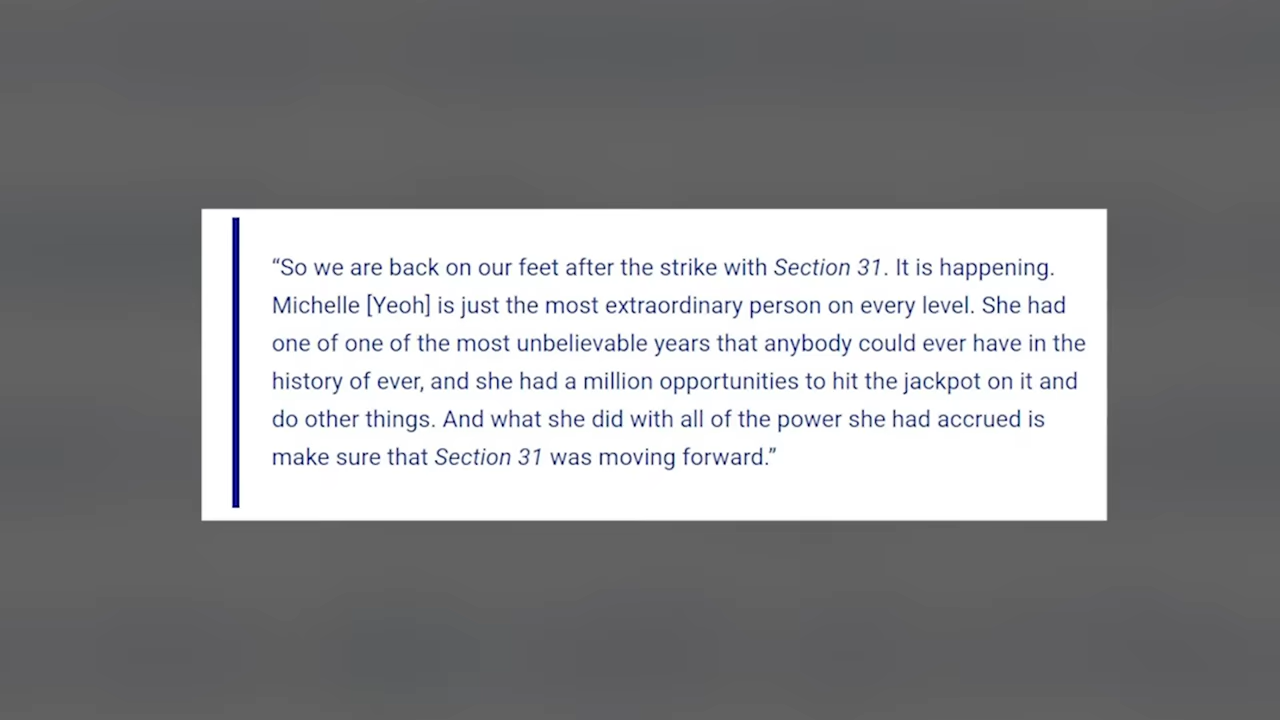 “So we are back on our feet after the strike with Section 31. It is happening.
Michelle [Yeoh] is just the most extraordinary person on every level. She had
one of one of the most unbelievable years that anybody could ever have in the
history of ever, and she had a million opportunities to hit the jackpot on it and
do other things. And what she did with all of the power she had accrued is
make sure that Section 31 was moving forward.”